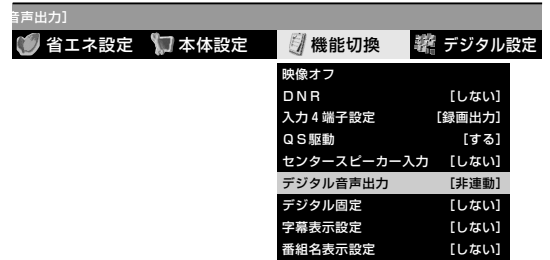 音声出力]
省エネ設定 本体設定 機能切換 デジタル設定
映像オフ
DNR [しない]
入力4端子設定 [録画出力]
QS駆動 [する]
センタースピーカー入力 [しない]
デジタル音声出力 [非連動]
デジタル固定 [しない]
字幕表示設定 [しない]
番組名表示設定 [しない]